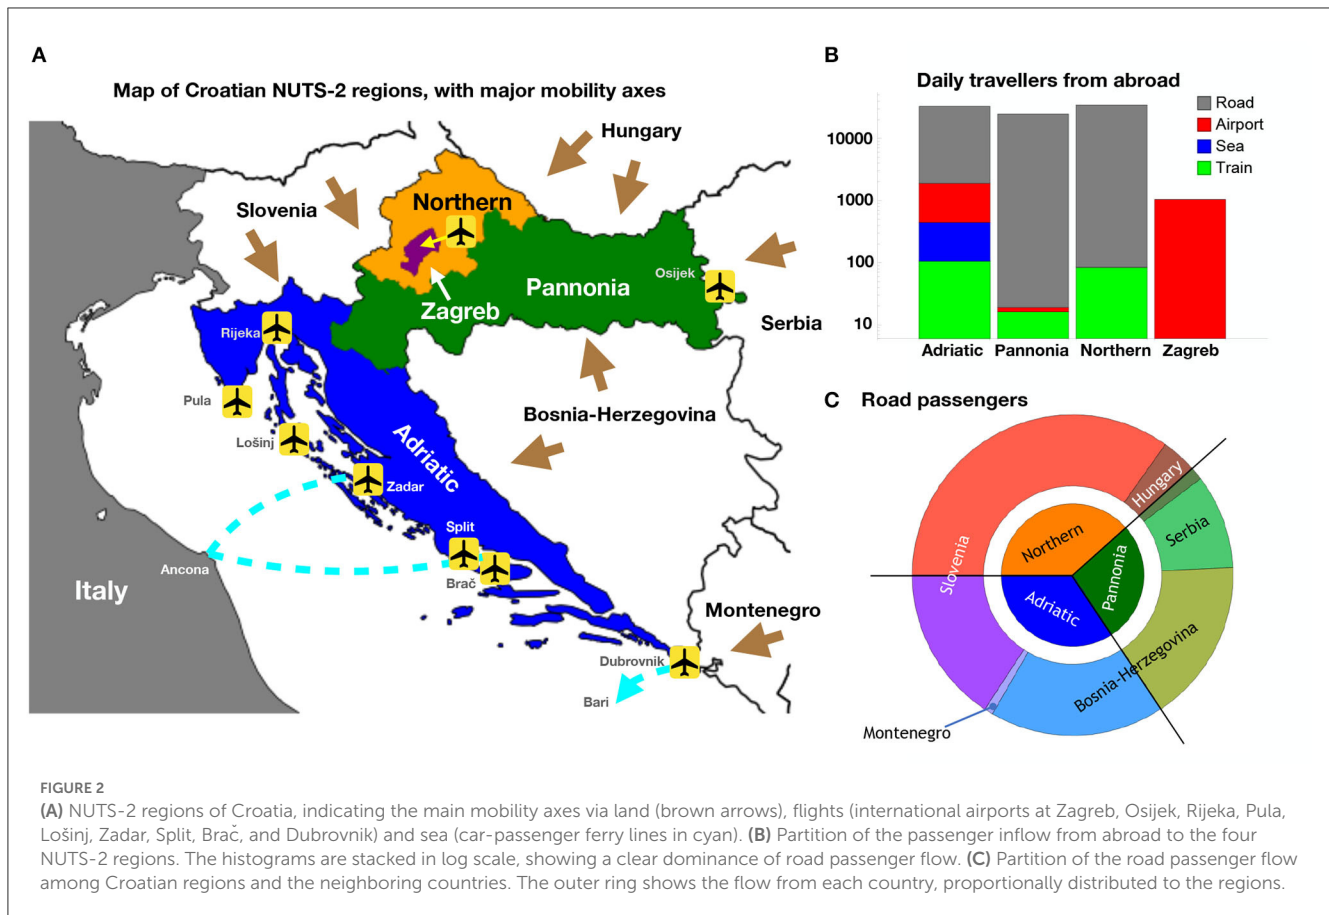 A
Map of Croatian NUTS-2 regions, with major mobility axes
Hungary
Slovenia
Northern
Osijek
Pannonia
Zagreb
Serbia
Rijeka
Pula
Bosnia-Herzegovina
Lošinj
Adriatic
Zadar
Split
Ancona
Brač
Italy
Montenegro
Dubrovnik
Bari
B
Daily travellers from abroad
Road
Airport
Sea
Train
10000
1000
100
10
Adriatic
Pannonia
Northern
Zagreb
C
Road passengers
Hungary
Serbia
Northern
Slovenia
Pannonia
Adriatic
Bosnia-Herzegovina
Montenegro
FIGURE 2
(A) NUTS-2 regions of Croatia, indicating the main mobility axes via land (brown arrows), flights (international airports at Zagreb, Osijek, Rijeka, Pula,
Lošinj, Zadar, Split, Brač, and Dubrovnik) and sea (car-passenger ferry lines in cyan). (B) Partition of the passenger inflow from abroad to the four
NUTS-2 regions. The histograms are stacked in log scale, showing a clear dominance of road passenger flow. (C) Partition of the road passenger flow
among Croatian regions and the neighboring countries. The outer ring shows the flow from each country, proportionally distributed to the regions.